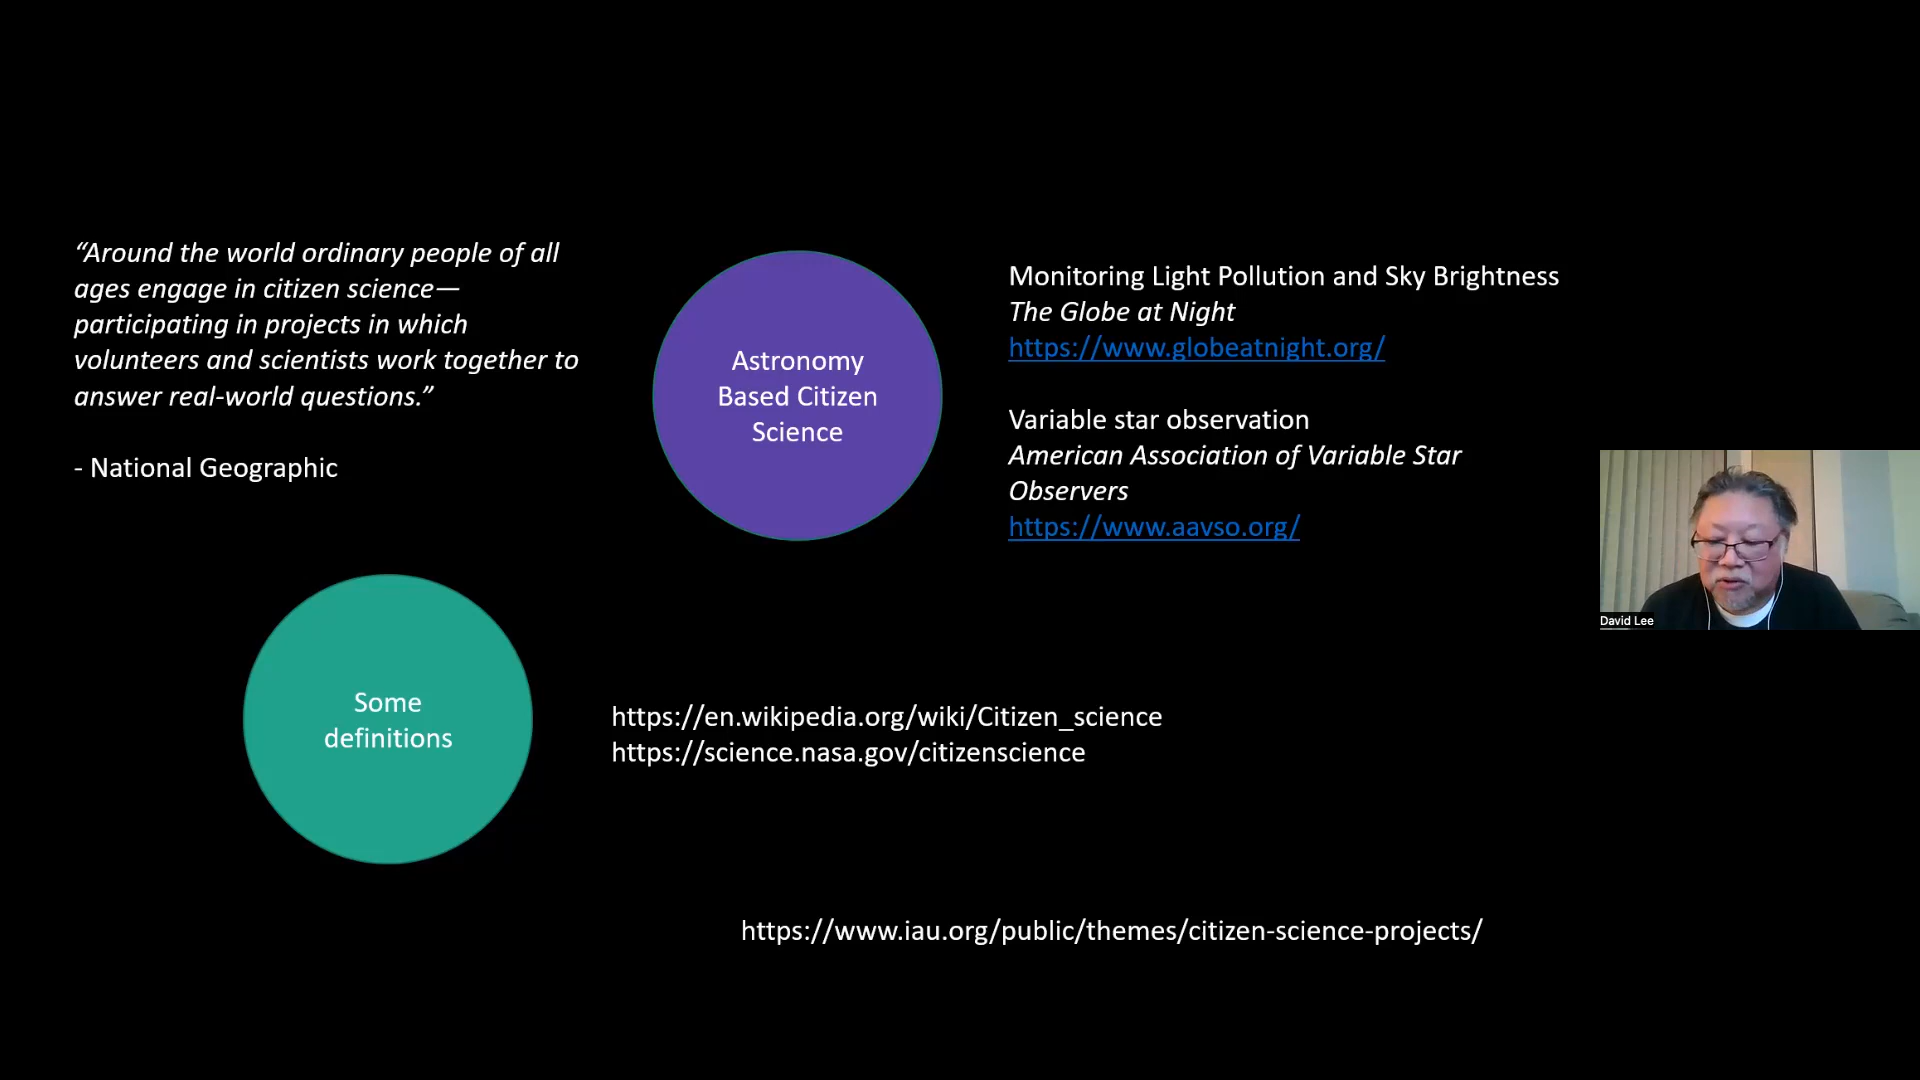 “Around the world ordinary people of all
ages engage in citizen science—
participating in projects in which
volunteers and scientists work together to
answer real-world questions.”
- National Geographic
Astronomy
Based Citizen
Science
Monitoring Light Pollution and Sky Brightness
The Globe at Night
https://www.globeatnight.org/
Variable star observation
American Association of Variable Star
Observers
https://www.aavso.org/
David Lee
Some
definitions
https://en.wikipedia.org/wiki/Citizen_science
https://science.nasa.gov/citizenscience
https://www.iau.org/public/themes/citizen-science-projects/